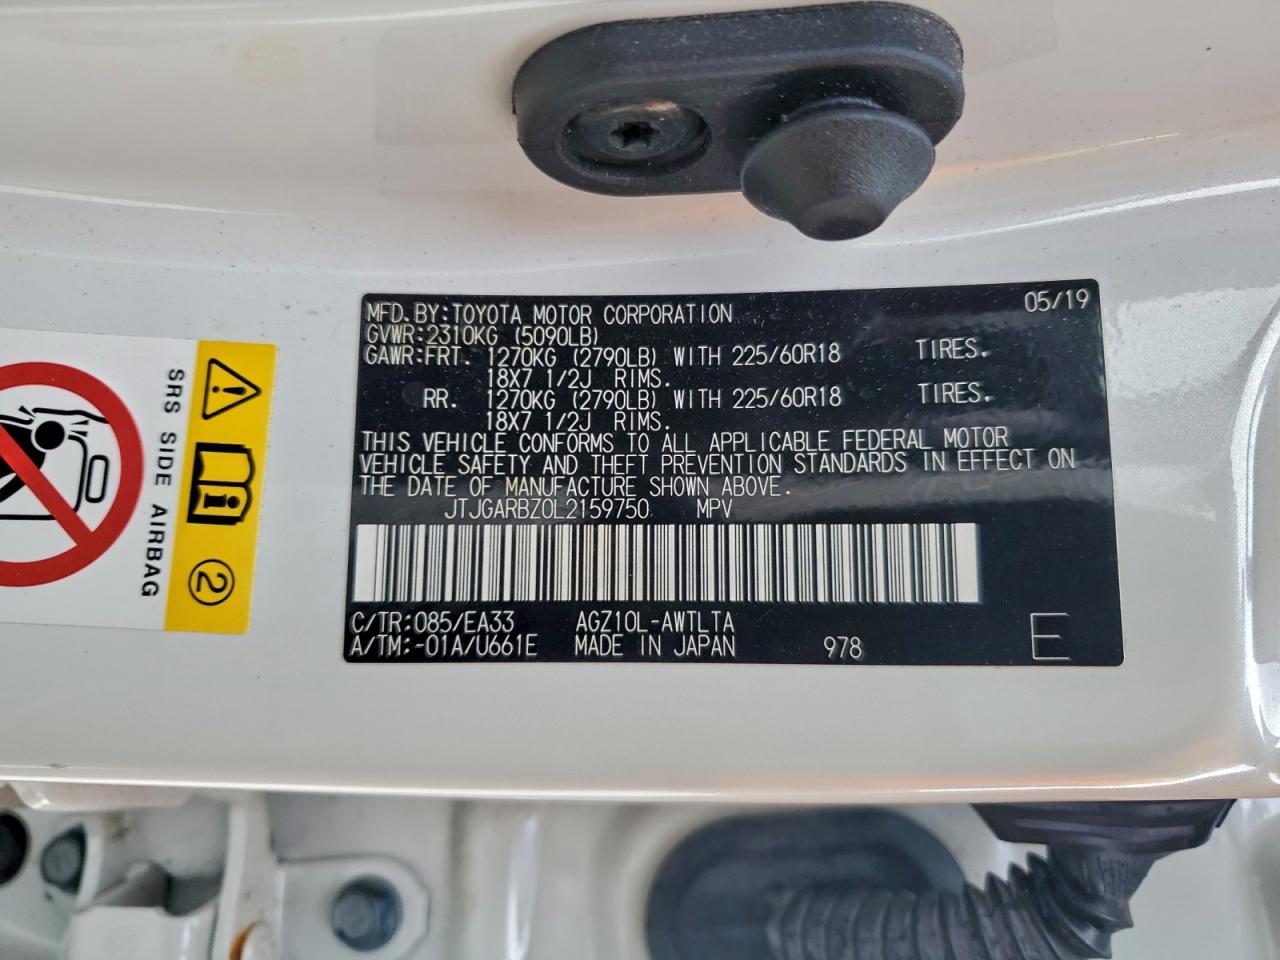 MFD.BY:TOYOTA MOTOR CORPORATION 05/19
GVWR:2310KG (5090LB)
GAWR:FRT. 1270KG (2790LB) WITH 225/60R18 TIRES.
18X7 1/2J RIMS.
RR. 1270KG (2790LB) WITH 225/60R18 TIRES.
18X7 1/2J RIMS.
THIS VEHICLE CONFORMS TO ALL APPLICABLE FEDERAL MOTOR
VEHICLE SAFETY AND THEFT PREVENTION STANDARDS IN EFFECT ON
THE DATE OF MANUFACTURE SHOWN ABOVE.
JTJGARBZ0L2159750 MPV
C/TR:085/EA33 AGZ10L-AWTLTA
A/TM:-01A/U661E MADE IN JAPAN 978 E
SRS SIDE AIRBAG
2